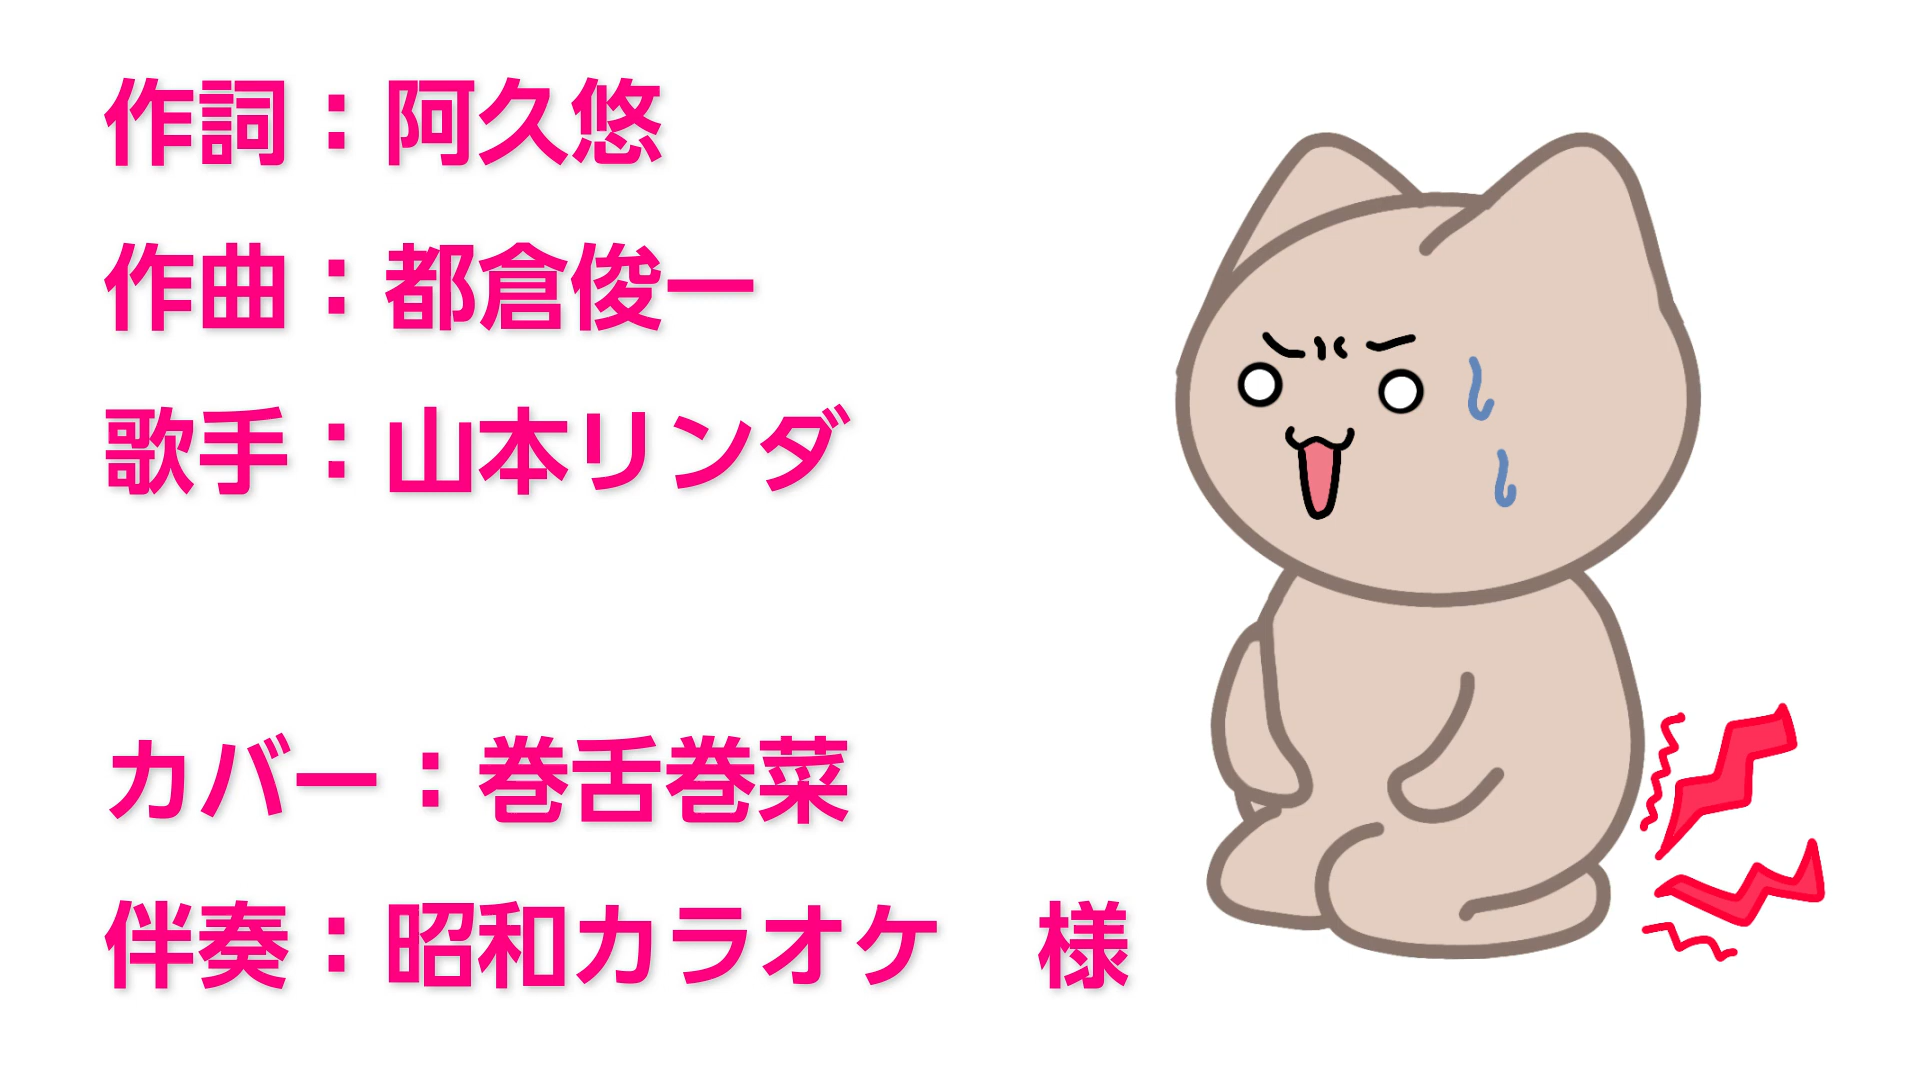 作詞：阿久悠
作曲：都倉俊一
歌手：山本リンダ
カバー：巻舌巻菜
伴奏：昭和カラオケ　様